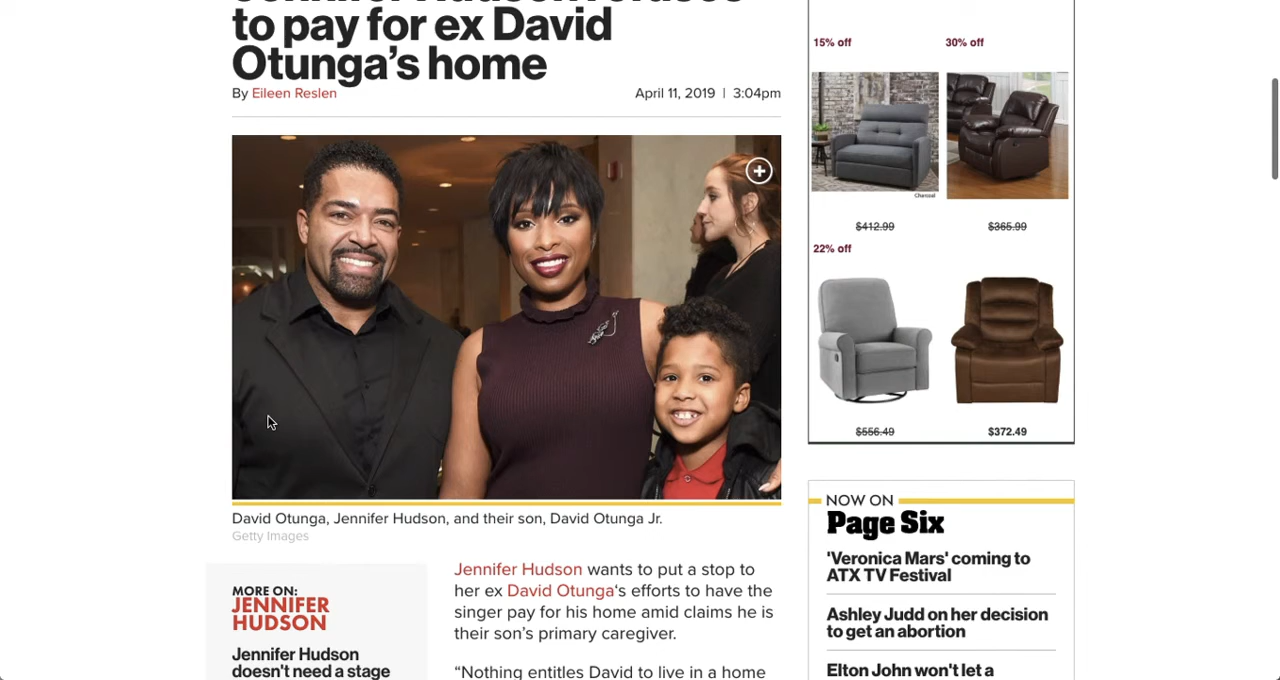 to pay for ex David
Otunga's home
By Eileen Reslen
April 11, 2019 | 3:04pm
David Otunga, Jennifer Hudson, and their son, David Otunga Jr.
Getty Images
MORE ON:
JENNIFER
HUDSON
Jennifer Hudson
doesn't need a stage
Jennifer Hudson wants to put a stop to
her ex David Otunga's efforts to have the
singer pay for his home amid claims he is
their son's primary caregiver.
“Nothing entitles David to live in a home
15% off
30% off
Charcoal
$412.99
$365.99
22% off
$556.49
$372.49
NOW ON
Page Six
'Veronica Mars' coming to
ATX TV Festival
Ashley Judd on her decision
to get an abortion
Elton John won't let a